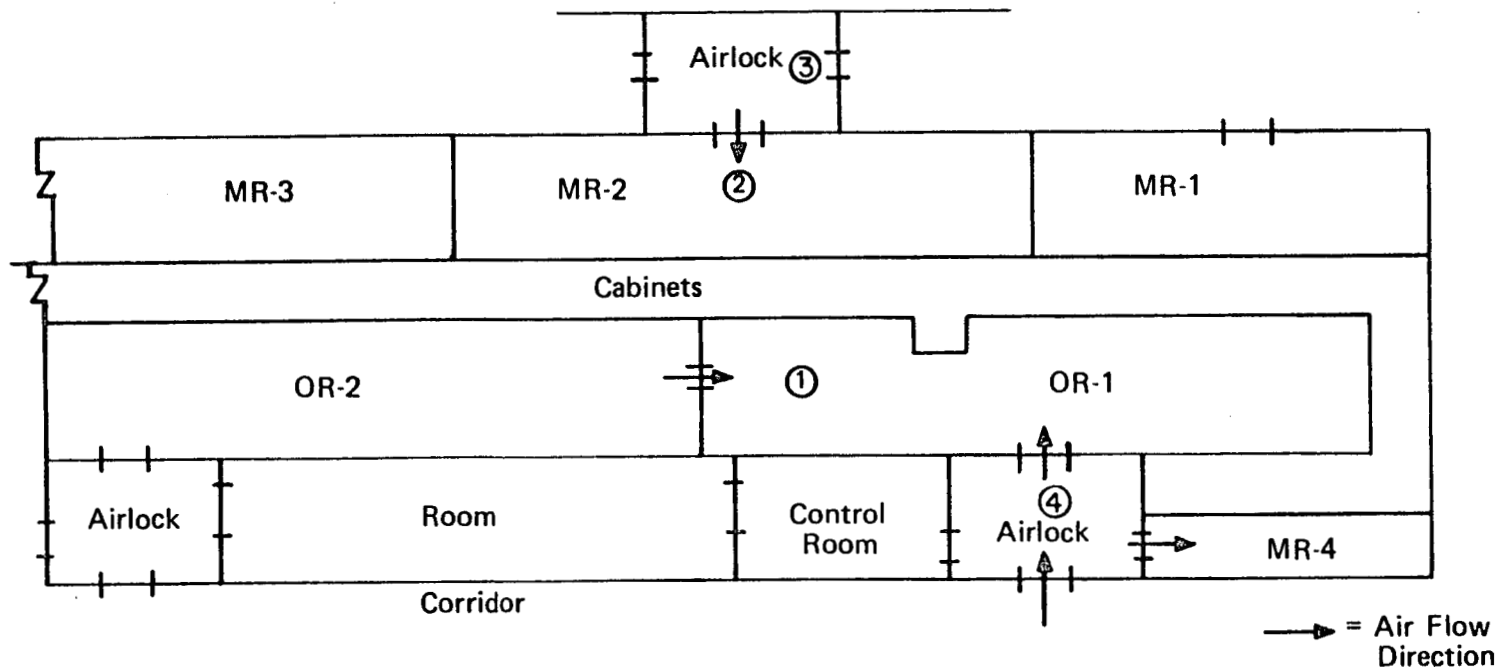 Airlock ③
MR-3
MR-2
②
MR-1
Cabinets
OR-2
①
OR-1
Airlock
Room
Control
Room
④
Airlock
MR-4
Corridor
= Air Flow
Direction